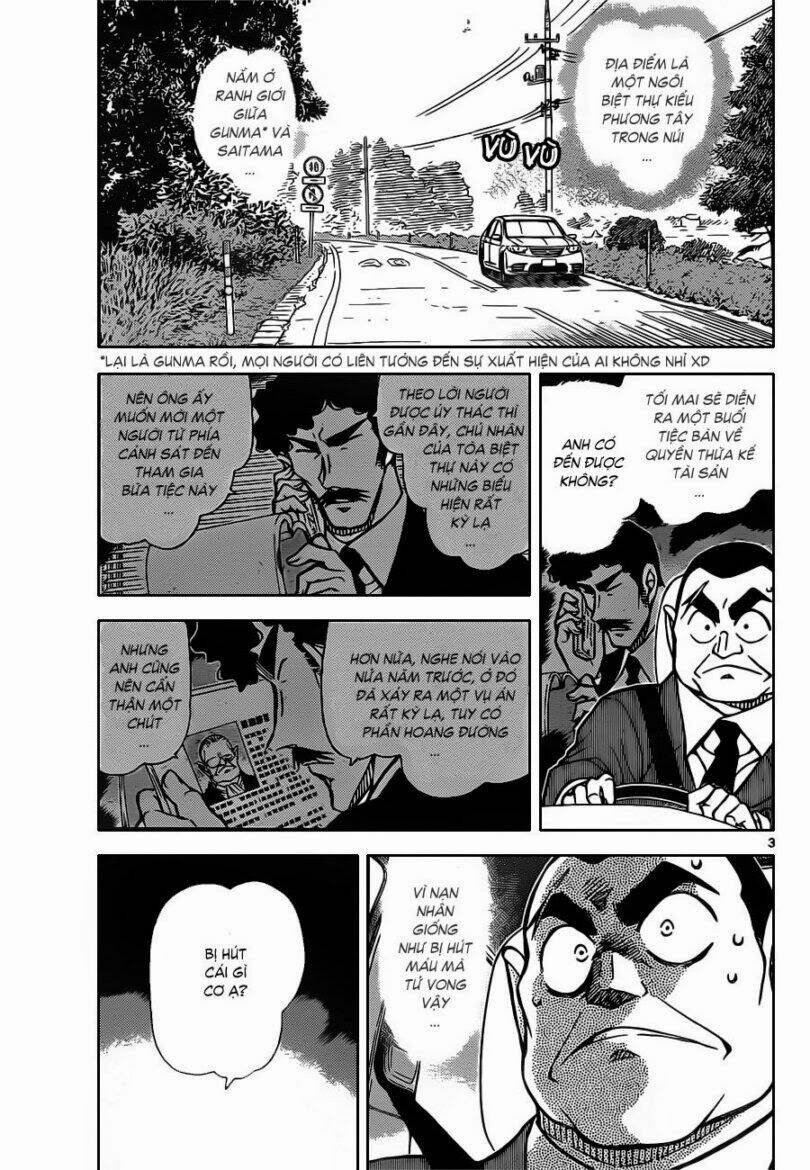 ĐỊA ĐIỂM LÀ
MỘT NGÔI
BIỆT THỰ KIỂU
PHƯƠNG TÂY
TRONG NÚI
...
NẰM Ở
RANH GIỚI
GIỮA
GUNMA* VÀ
SAITAMA
...
VÙ VÙ
40
*LẠI LÀ GUNMA RỒI, MỌI NGƯỜI CÓ LIÊN TƯỞNG ĐẾN SỰ XUẤT HIỆN CỦA AI KHÔNG NHỈ XD
TỐI MAI SẼ DIỄN
RA MỘT BUỔI
TIỆC BÀN VỀ
QUYỀN THỪA KẾ
TÀI SẢN
...
ANH CÓ
ĐẾN ĐƯỢC
KHÔNG?
THEO LỜI NGƯỜI
ĐƯỢC ỦY THÁC THÌ
GẦN ĐÂY, CHỦ NHÂN
CỦA TÒA BIỆT
THỰ NÀY CÓ
NHỮNG BIỂU
HIỆN RẤT
KỲ LẠ
...
NÊN ÔNG ẤY
MUỐN MỜI MỘT
NGƯỜI TỪ PHÍA
CẢNH SÁT ĐẾN
THAM GIA
BỮA TIỆC NÀY
...
HƠN NỮA, NGHE NÓI VÀO
NỬA NĂM TRƯỚC, Ở ĐÓ
ĐÃ XẢY RA MỘT VỤ ÁN
RẤT KỲ LẠ, TUY CÓ
PHẦN HOANG ĐƯỜNG
...
NHƯNG
ANH CŨNG
NÊN CẨN
THẬN MỘT
CHÚT
...
3
VÌ NẠN
NHÂN
GIỐNG
NHƯ BỊ HÚT
MÁU MÀ
TỬ VONG
VẬY
...
BỊ HÚT
CÁI GÌ
CƠ Ạ?